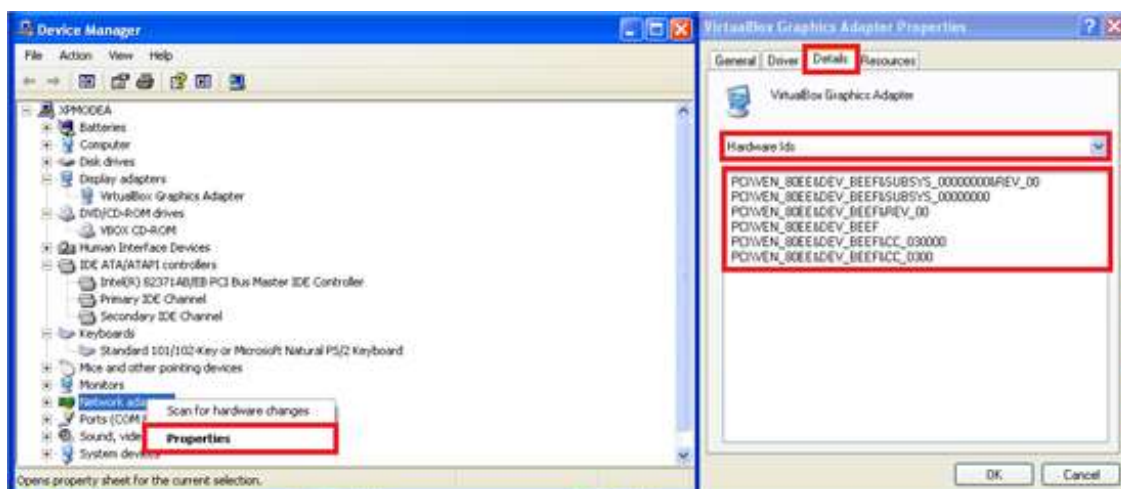 Device Manager
File Action View Help
XPMODEA
Batteries
Computer
Disk drives
Display adapters
VirtualBox Graphics Adapter
DVD/CD-ROM drives
VBOX CD-ROM
Human Interface Devices
IDE ATA/ATAPI controllers
Intel(R) 82371AB/EB PCI Bus Master IDE Controller
Primary IDE Channel
Secondary IDE Channel
Keyboards
Standard 101/102-Key or Microsoft Natural PS/2 Keyboard
Mice and other pointing devices
Monitors
Network ada
Ports (COM
Sound, vide
System devi
Scan for hardware changes
Properties
Opens property sheet for the current selection.
VirtualBox Graphics Adapter Properties
General Driver Details Resources
VirtualBox Graphics Adapter
Hardware Ids
PCI\VEN_80EE&DEV_BEEF&SUBSYS_00000000&REV_00
PCI\VEN_80EE&DEV_BEEF&SUBSYS_00000000
PCI\VEN_80EE&DEV_BEEF&REV_00
PCI\VEN_80EE&DEV_BEEF
PCI\VEN_80EE&DEV_BEEF&CC_030000
PCI\VEN_80EE&DEV_BEEF&CC_0300
OK Cancel